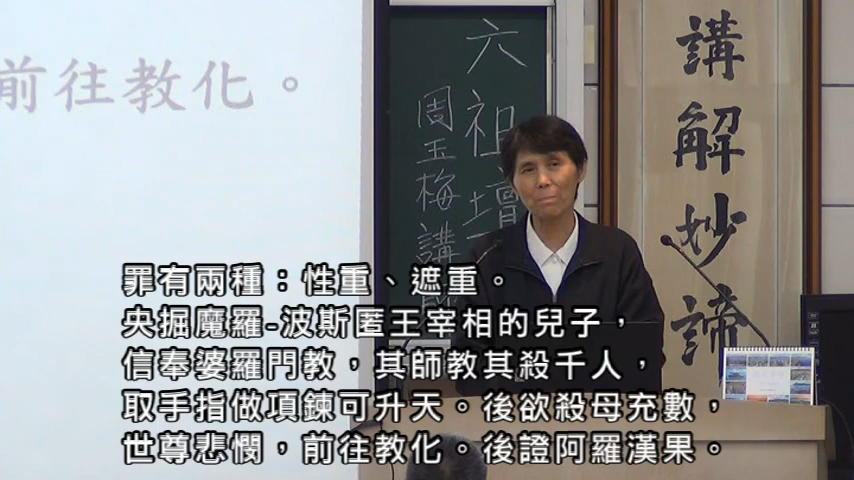 前往教化。
六祖壇
周玉梅講師
講解妙諦
罪有兩種：性重、遮重。
央掘魔羅-波斯匿王宰相的兒子，
信奉婆羅門教，其師教其殺千人，
取手指做項鍊可升天。後欲殺母充數，
世尊悲憫，前往教化。後證阿羅漢果。